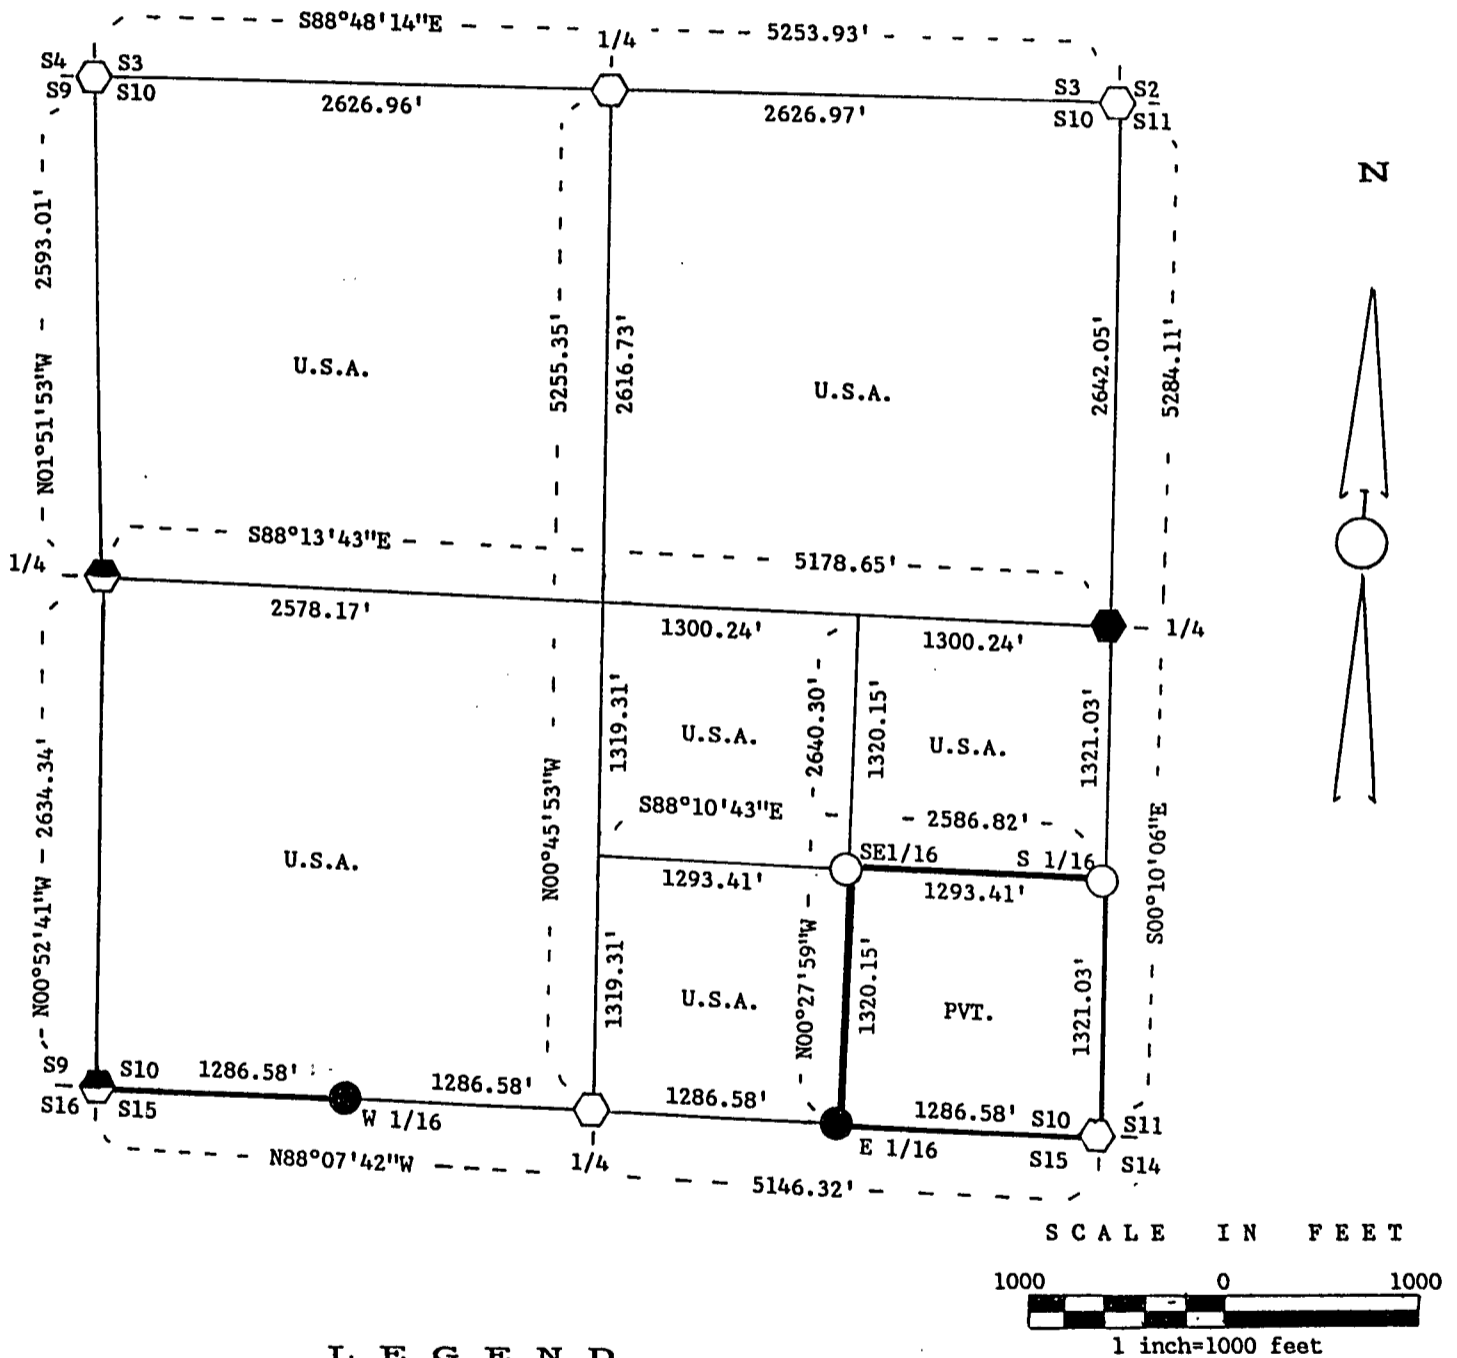 S88°48'14"E
5253.93'
1/4
S4 S3
S9 S10
S3 S2
S10 S11
2626.96'
2626.97'
N
N01°51'53"W
2593.01'
5255.35'
2616.73'
2642.05'
5284.11'
U.S.A.
U.S.A.
S88°13'43"E
5178.65'
1/4
1/4
2578.17'
1300.24'
1300.24'
1319.31'
2640.30'
1320.15'
1321.03'
U.S.A.
U.S.A.
S88°10'43"E
2586.82'
N00°52'41"W
2634.34'
U.S.A.
N00°45'53"W
S00°10'06"E
SE1/16
S 1/16
1293.41'
1293.41'
1319.31'
N00°27'59"W
1320.15'
1321.03'
U.S.A.
PVT.
S9 S10
S16 S15
1286.58'
1286.58'
1286.58'
1286.58'
W 1/16
E 1/16
S10 S11
S15 S14
1/4
N88°07'42"W
5146.32'
SCALE IN FEET
1000 0 1000
1 inch=1000 feet
LEGEND